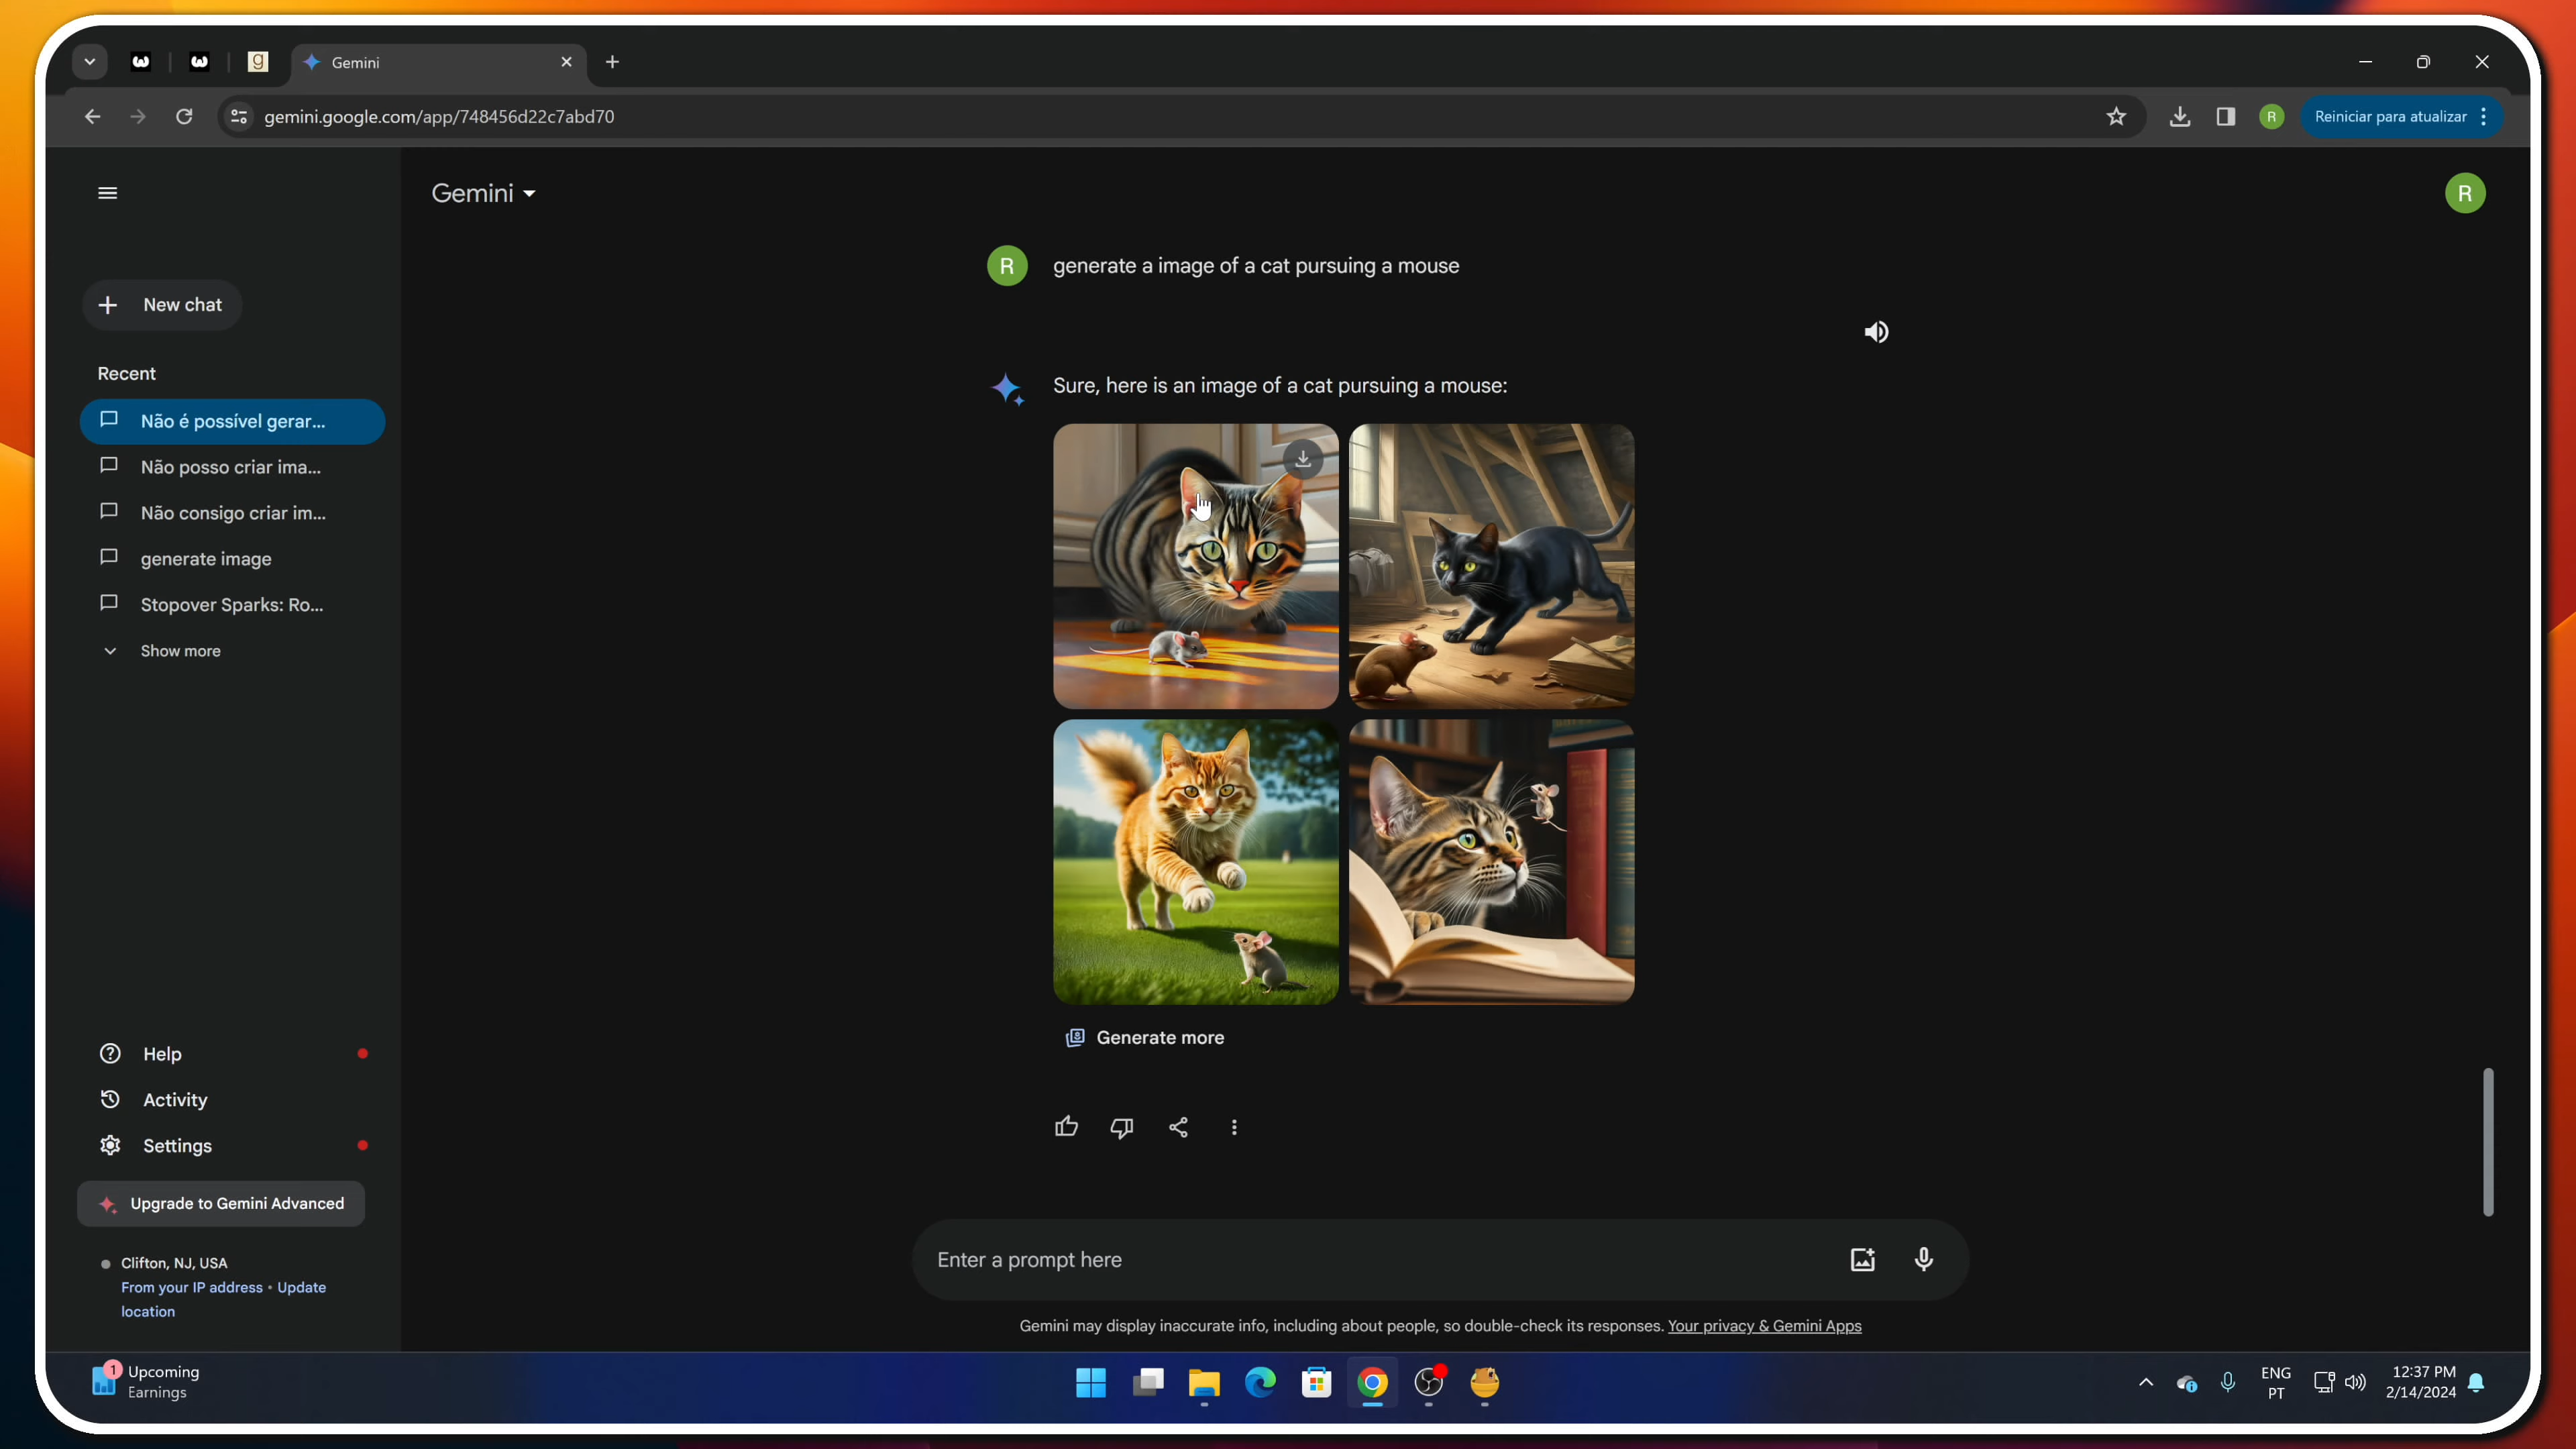 Gemini
gemini.google.com/app/748456d22c7abd70
Reiniciar para atualizar
R
Gemini
R
New chat
Recent
Não é possível gerar...
Não posso criar ima...
Não consigo criar im...
generate image
Stopover Sparks: Ro...
Show more
R
generate a image of a cat pursuing a mouse
Sure, here is an image of a cat pursuing a mouse:
Generate more
Help
Activity
Settings
Upgrade to Gemini Advanced
Clifton, NJ, USA
From your IP address • Update
location
Enter a prompt here
Gemini may display inaccurate info, including about people, so double-check its responses. Your privacy & Gemini Apps
1
Upcoming
Earnings
ENG
PT
12:37 PM
2/14/2024